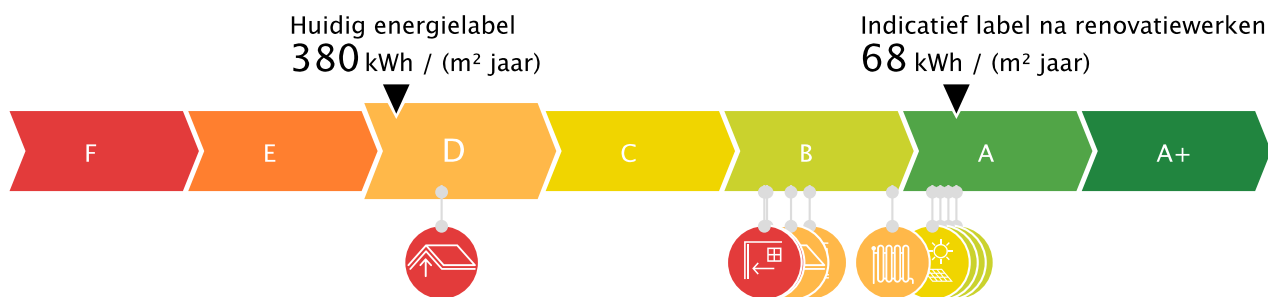 Huidig energielabel
380 kWh / (m² jaar)
Indicatief label na renovatiewerken
68 kWh / (m² jaar)
F E D C B A A+